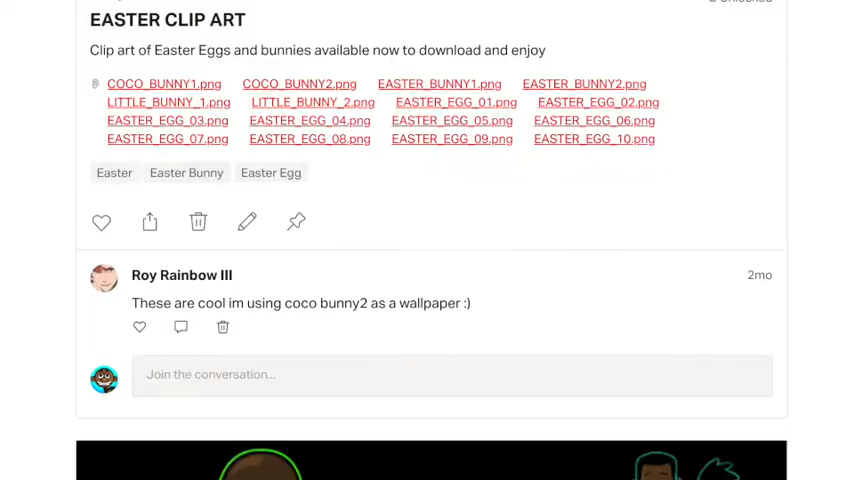 EASTER CLIP ART
Clip art of Easter Eggs and bunnies available now to download and enjoy
COCO_BUNNY1.png COCO_BUNNY2.png EASTER_BUNNY1.png EASTER_BUNNY2.png
LITTLE_BUNNY_1.png LITTLE_BUNNY_2.png EASTER_EGG_01.png EASTER_EGG_02.png
EASTER_EGG_03.png EASTER_EGG_04.png EASTER_EGG_05.png EASTER_EGG_06.png
EASTER_EGG_07.png EASTER_EGG_08.png EASTER_EGG_09.png EASTER_EGG_10.png
Easter Easter Bunny Easter Egg
Roy Rainbow III 2mo
These are cool im using coco bunny2 as a wallpaper :)
Join the conversation...